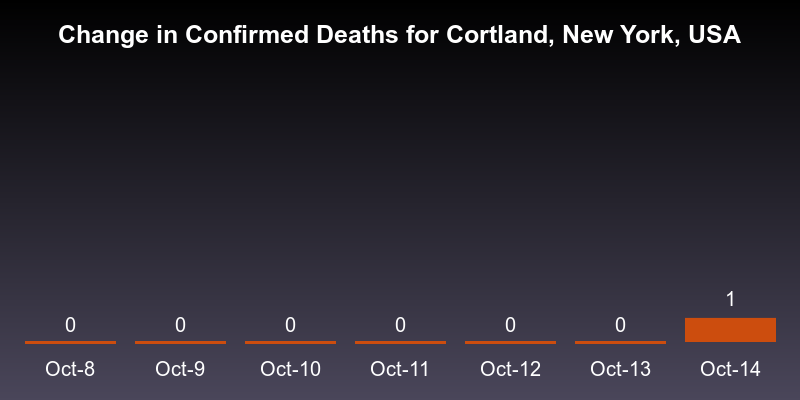 Change in Confirmed Deaths for Cortland, New York, USA
0 0 0 0 0 0 1
Oct-8 Oct-9 Oct-10 Oct-11 Oct-12 Oct-13 Oct-14